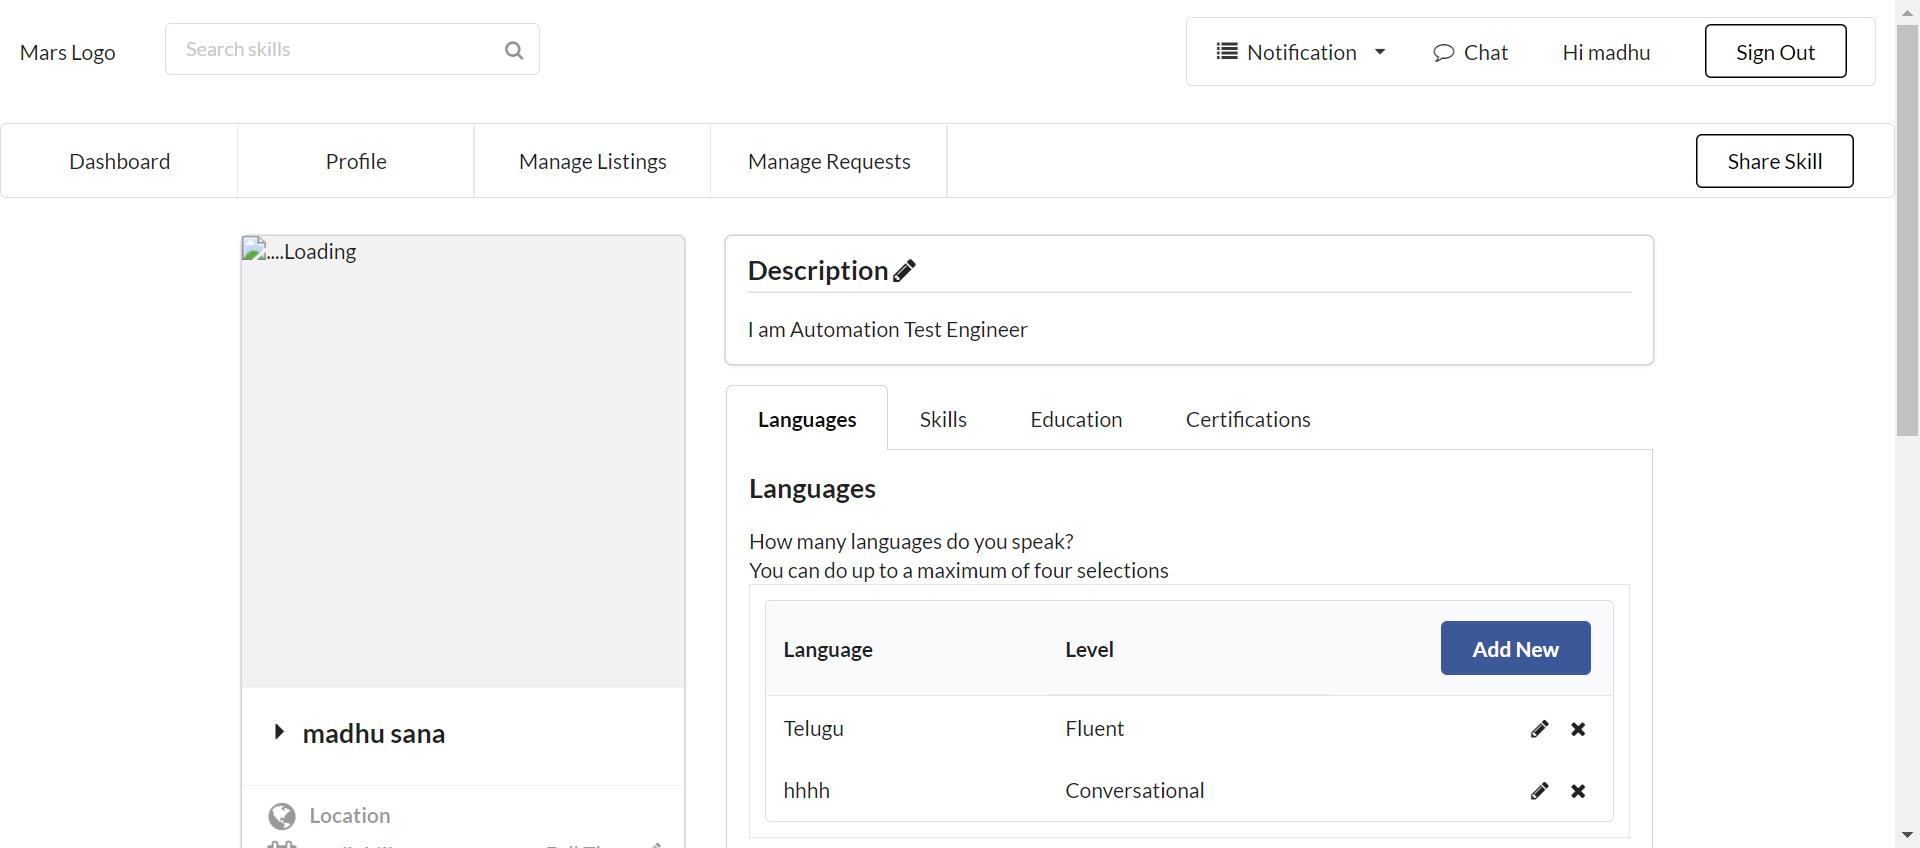 Mars Logo
Search skills
Notification
Chat
Hi madhu
Sign Out
Dashboard
Profile
Manage Listings
Manage Requests
Share Skill
....Loading
madhu sana
Location
Description
I am Automation Test Engineer
Languages
Skills
Education
Certifications
Languages
How many languages do you speak?
You can do up to a maximum of four selections
Language
Level
Add New
Telugu
Fluent
hhhh
Conversational